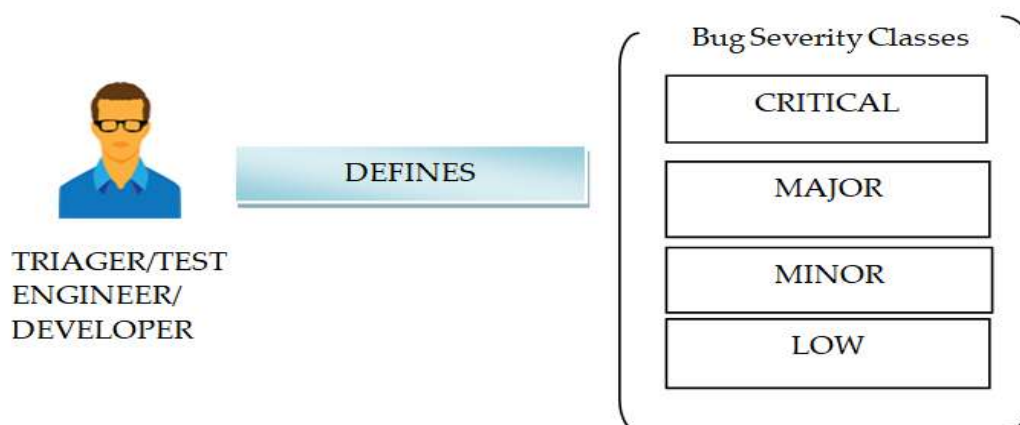 Bug Severity Classes
CRITICAL
DEFINES
MAJOR
TRIAGER/TEST
ENGINEER/
DEVELOPER
MINOR
LOW